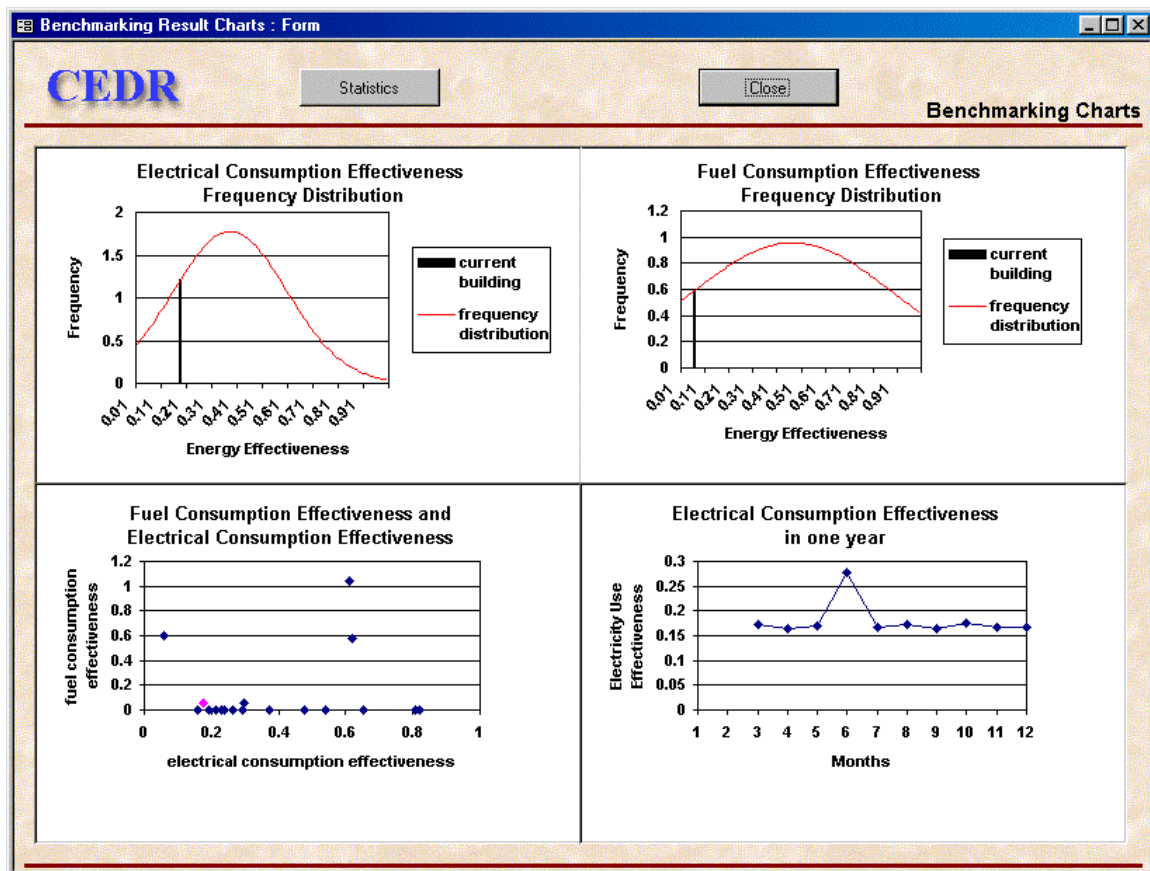 Benchmarking Result Charts : Form
CEDR
Statistics
Close
Benchmarking Charts
Electrical Consumption Effectiveness
Frequency Distribution
2
1.5
1
0.5
0
Frequency
0.01
0.11
0.21
0.31
0.41
0.51
0.61
0.71
0.81
0.91
Energy Effectiveness
current
building
frequency
distribution
Fuel Consumption Effectiveness
Frequency Distribution
1.2
1
0.8
0.6
0.4
0.2
0
Frequency
0.01
0.11
0.21
0.31
0.41
0.51
0.61
0.71
0.81
0.91
Energy Effectiveness
current
building
frequency
distribution
Fuel Consumption Effectiveness and
Electrical Consumption Effectiveness
1.2
1
0.8
0.6
0.4
0.2
0
fuel consumption
effectiveness
0 0.2 0.4 0.6 0.8 1
electrical consumption effectiveness
Electrical Consumption Effectiveness
in one year
0.3
0.25
0.2
0.15
0.1
0.05
0
Electricity Use
Effectiveness
1 2 3 4 5 6 7 8 9 10 11 12
Months